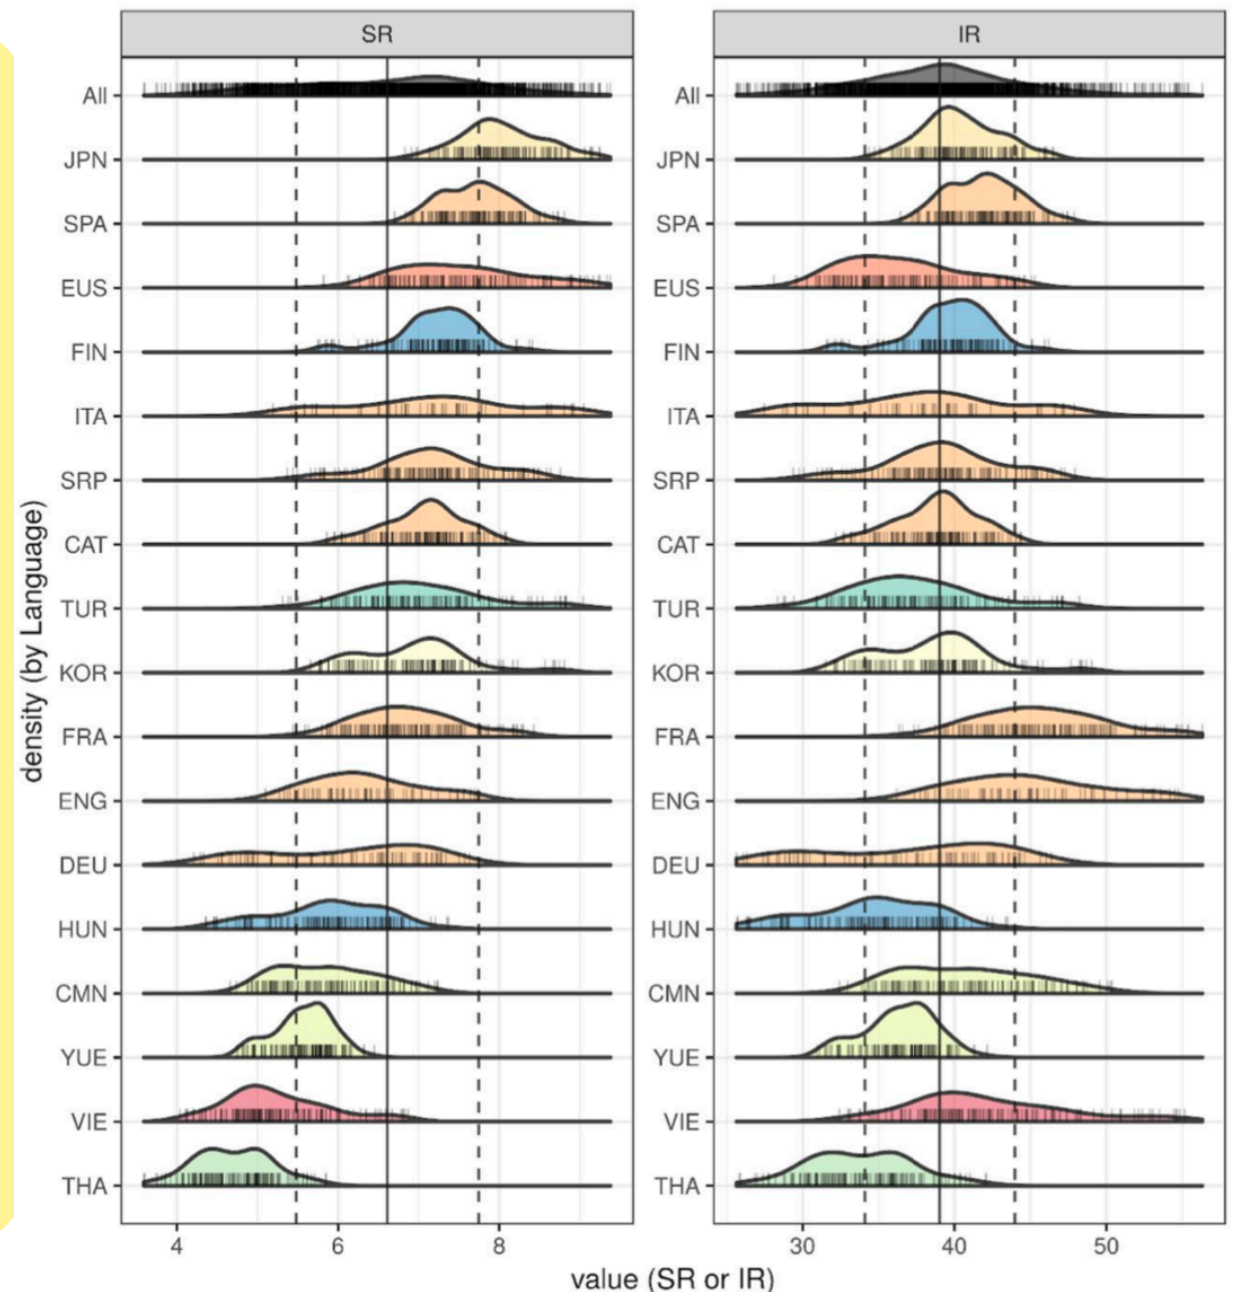 SR
IR
All
All
JPN
JPN
SPA
SPA
EUS
EUS
FIN
FIN
ITA
ITA
SRP
SRP
CAT
CAT
TUR
TUR
KOR
KOR
FRA
FRA
ENG
ENG
DEU
DEU
HUN
HUN
CMN
CMN
YUE
YUE
VIE
VIE
THA
THA
density (by Language)
4 6 8
30 40 50
value (SR or IR)